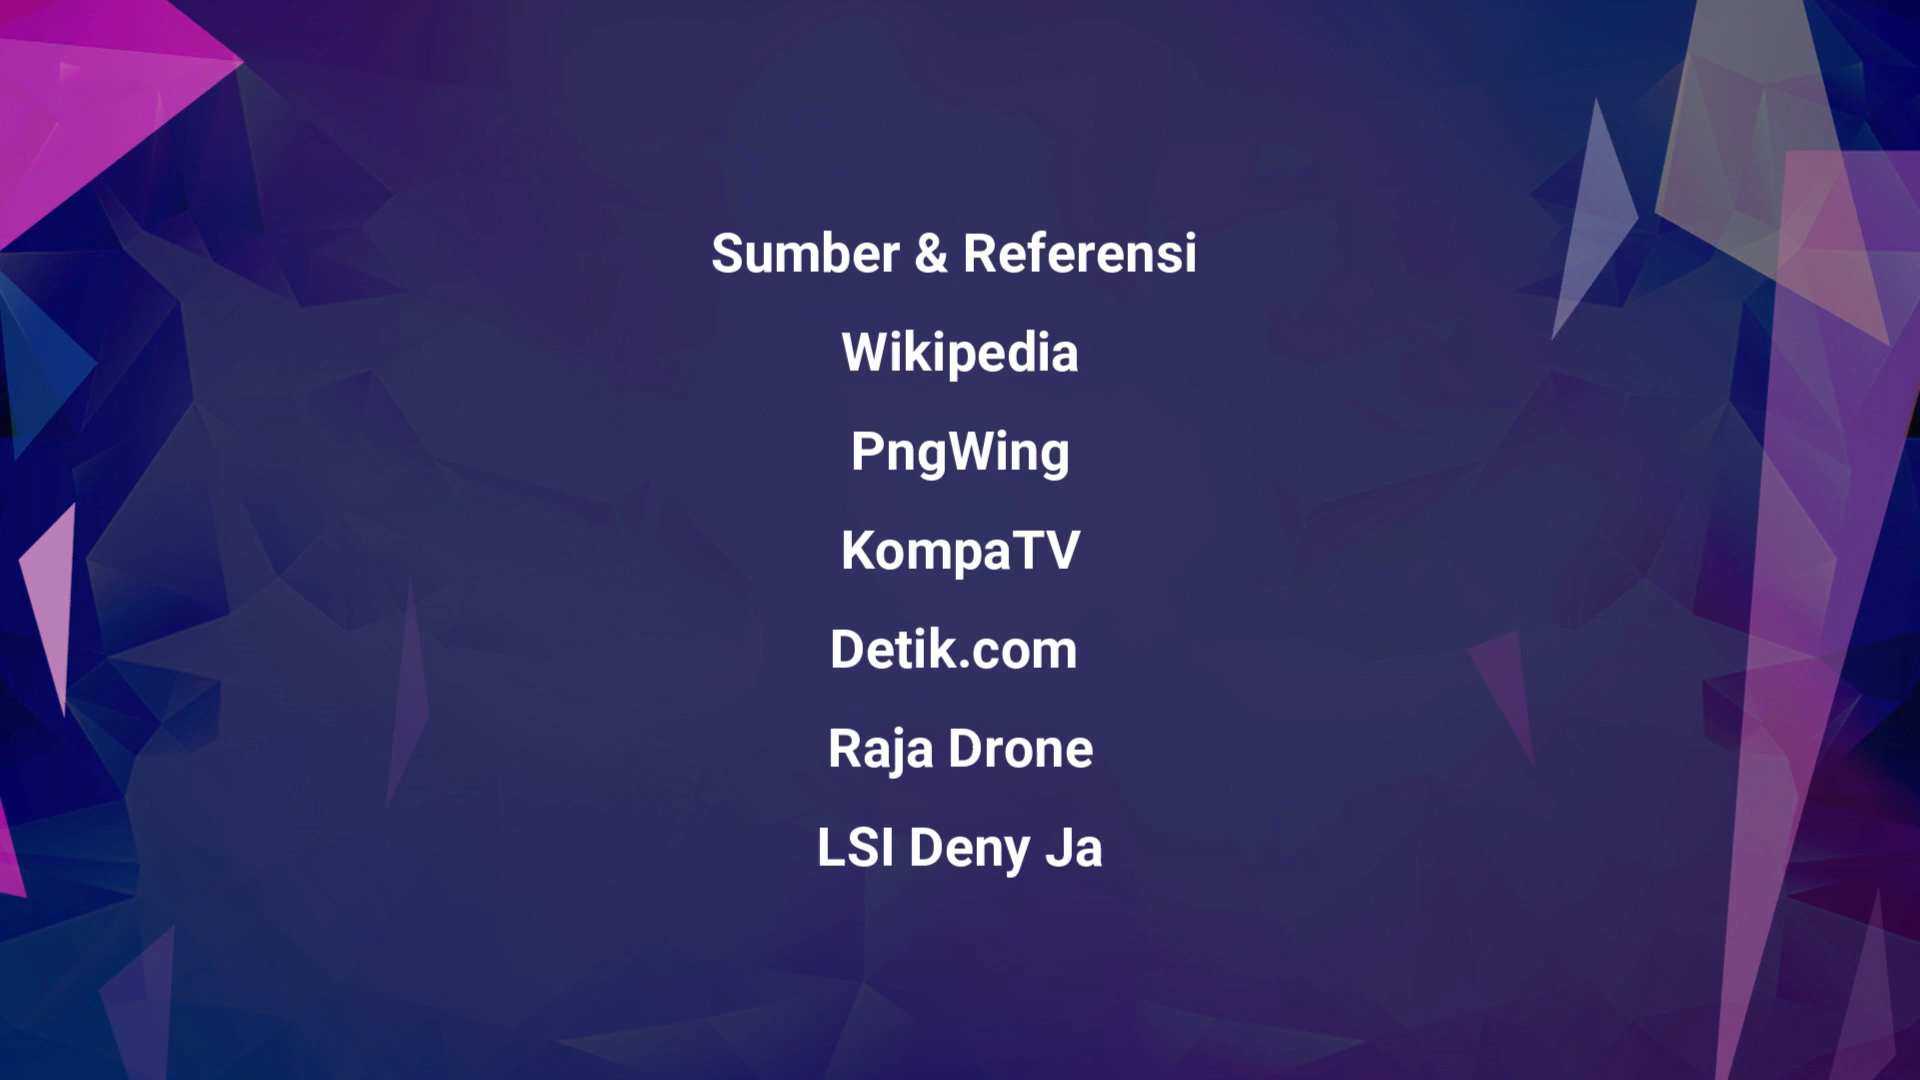 Sumber & Referensi
Wikipedia
PngWing
KompaTV
Detik.com
Raja Drone
LSI Deny Ja